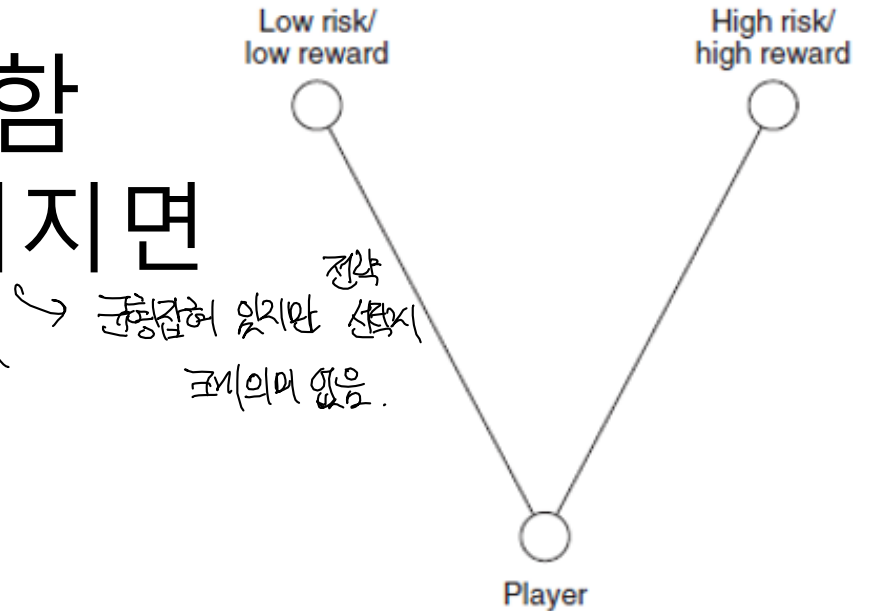 Low risk/
low reward
High risk/
high reward
함
지면
전략
균형잡혀 있지만 선택시
크게의미 없음.
Player